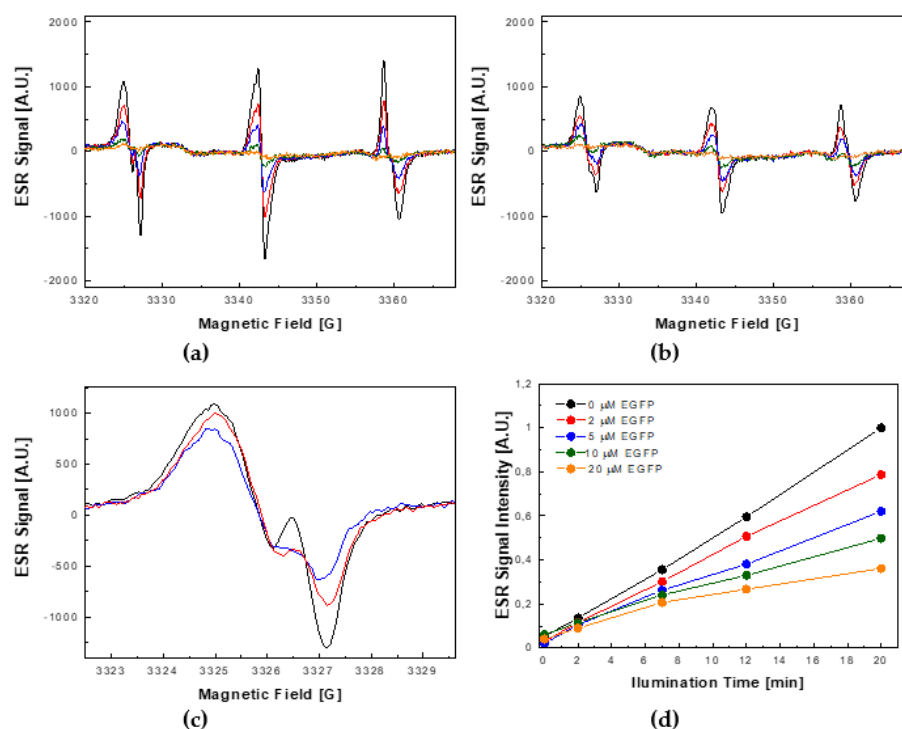 2000
1000
0
-1000
-2000
ESR Signal [A.U.]
3320 3330 3340 3350 3360
Magnetic Field [G]
(a)
2000
1000
0
-1000
-2000
ESR Signal [A.U.]
3320 3330 3340 3350 3360
Magnetic Field [G]
(b)
1000
500
0
-500
-1000
ESR Signal [A.U.]
3323 3324 3325 3326 3327 3328 3329
Magnetic Field [G]
(c)
1,2
1
0,8
0,6
0,4
0,2
0
ESR Signal Intensity [A.U.]
0 μM EGFP
2 μM EGFP
5 μM EGFP
10 μM EGFP
20 μM EGFP
0 2 4 6 8 10 12 14 16 18 20
Ilumination Time [min]
(d)